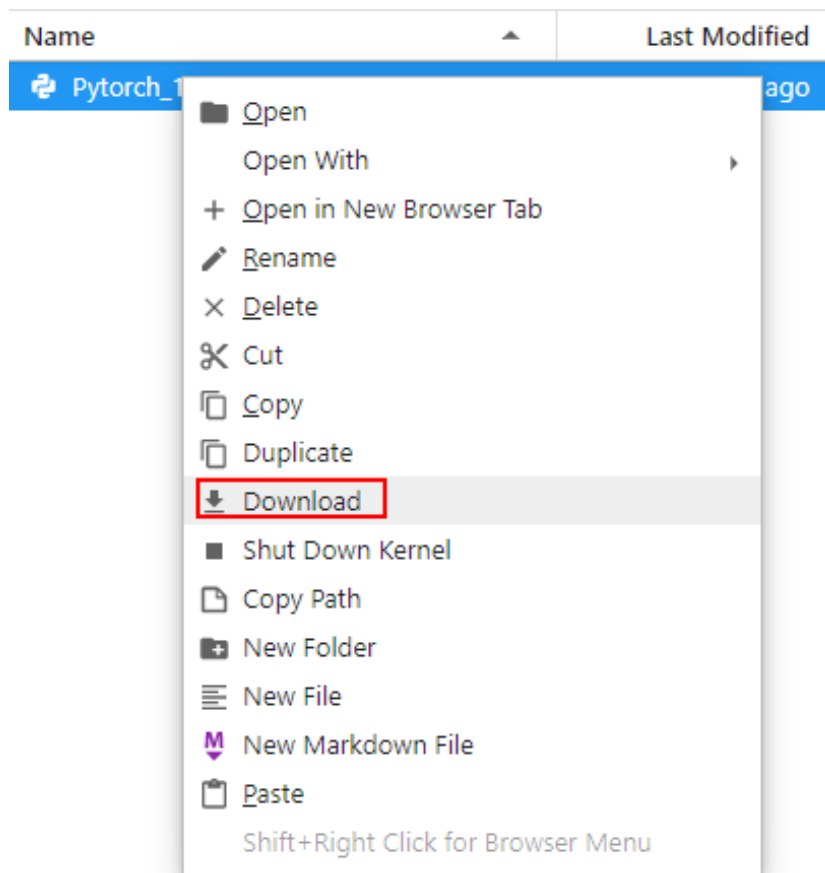 Name Last Modified
Pytorch_1 ago
Open
Open With
Open in New Browser Tab
Rename
Delete
Cut
Copy
Duplicate
Download
Shut Down Kernel
Copy Path
New Folder
New File
New Markdown File
Paste
Shift+Right Click for Browser Menu